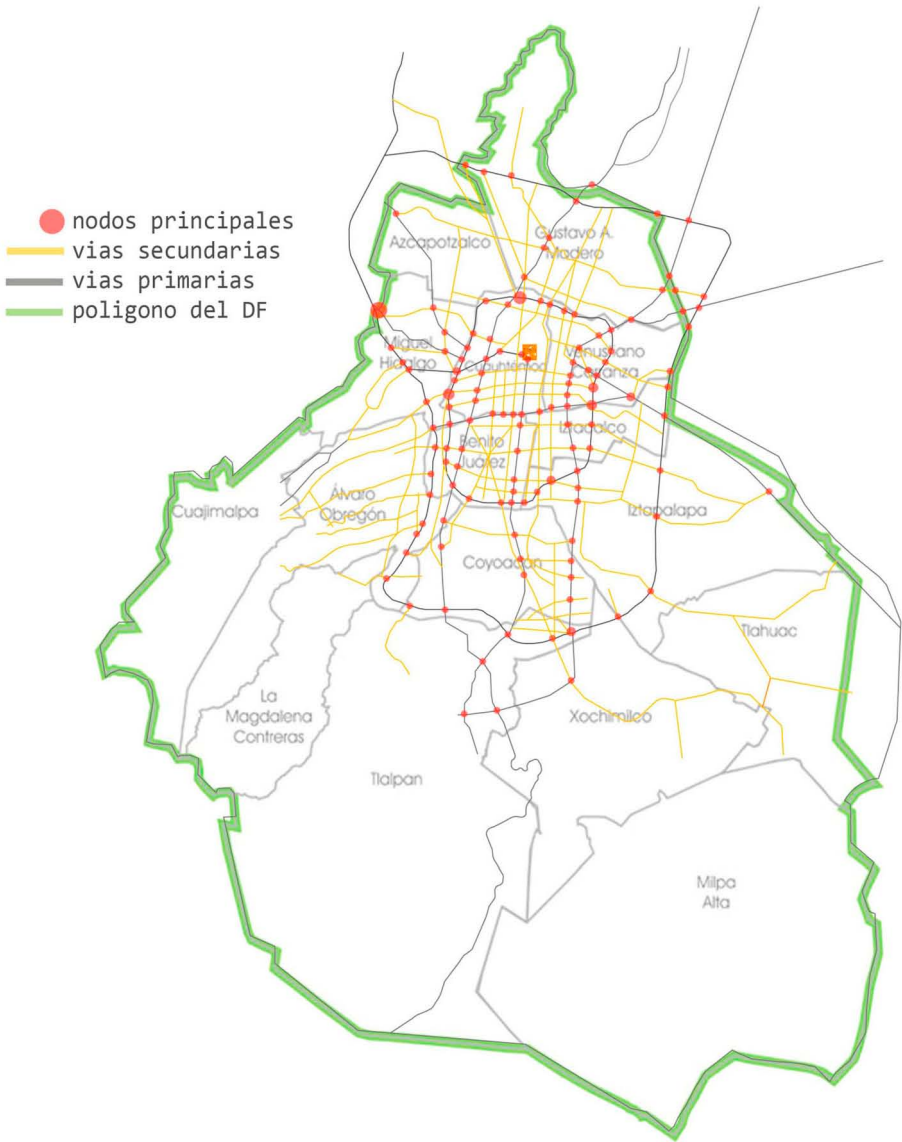 nodos principales
vias secundarias
vias primarias
poligono del DF
Azcapotzalco
Gustavo A.
Madero
Miguel
Hidalgo
Cuauhtémoc
Venustiano
Carranza
Iztacalco
Benito
Juárez
Cuajimalpa
Álvaro
Obregón
Iztapalapa
Coyoacán
Tlahuac
La
Magdalena
Contreras
Xochimilco
Tlalpan
Milpa
Alta